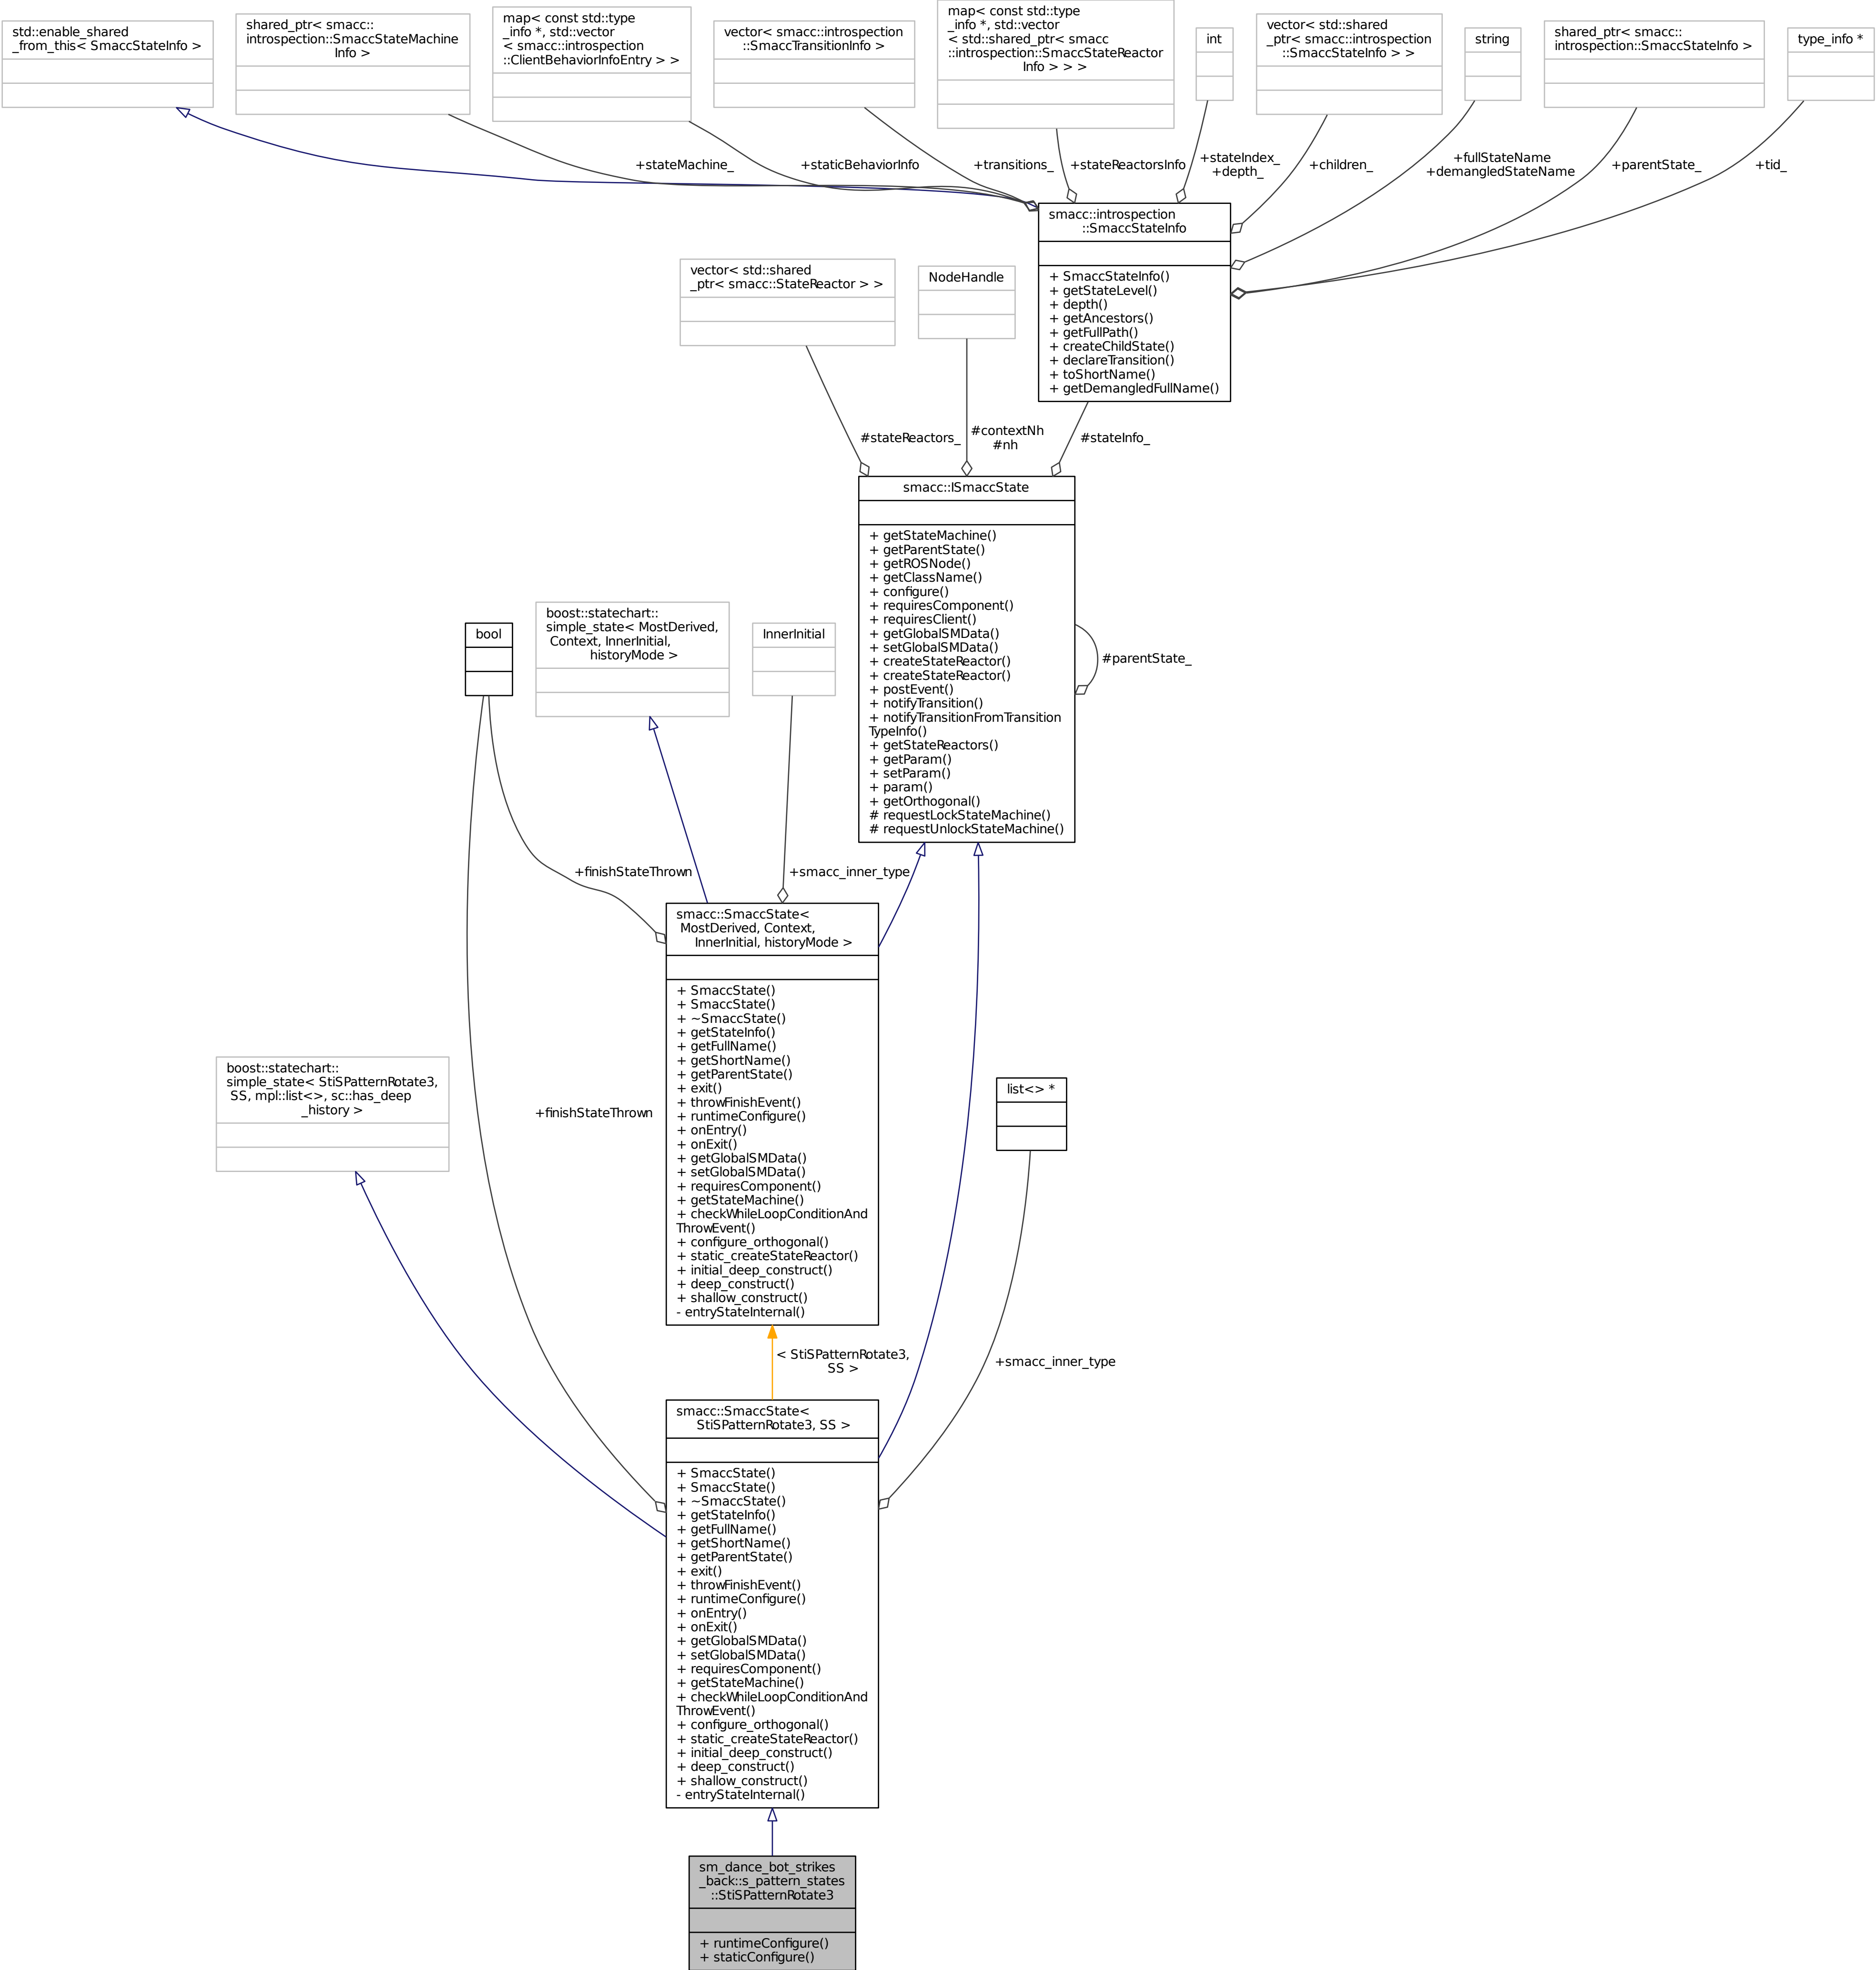 std::enable_shared
_from_this< SmaccStateInfo >
shared_ptr< smacc::
introspection::SmaccStateMachine
Info >
map< const std::type
_info *, std::vector
< smacc::introspection
::ClientBehaviorInfoEntry > >
vector< smacc::introspection
::SmaccTransitionInfo >
map< const std::type
_info *, std::vector
< std::shared_ptr< smacc
::introspection::SmaccStateReactor
Info > > >
int
vector< std::shared
_ptr< smacc::introspection
::SmaccStateInfo > >
string
shared_ptr< smacc::
introspection::SmaccStateInfo >
type_info *
+stateMachine_
+staticBehaviorInfo
+transitions_
+stateReactorsInfo
+stateIndex_
+depth_
+children_
+fullStateName
+demangledStateName
+parentState_
+tid_
smacc::introspection
::SmaccStateInfo
+ SmaccStateInfo()
+ getStateLevel()
+ depth()
+ getAncestors()
+ getFullPath()
+ createChildState()
+ declareTransition()
+ toShortName()
+ getDemangledFullName()
vector< std::shared
_ptr< smacc::StateReactor > >
NodeHandle
#stateReactors_
#contextNh
#nh
#stateInfo_
smacc::ISmaccState
+ getStateMachine()
+ getParentState()
+ getROSNode()
+ getClassName()
+ configure()
+ requiresComponent()
+ requiresClient()
+ getGlobalSMData()
+ setGlobalSMData()
+ createStateReactor()
+ createStateReactor()
+ postEvent()
+ notifyTransition()
+ notifyTransitionFromTransition
TypeInfo()
+ getStateReactors()
+ getParam()
+ setParam()
+ param()
+ getOrthogonal()
# requestLockStateMachine()
# requestUnlockStateMachine()
#parentState_
bool
boost::statechart::
simple_state< MostDerived,
Context, InnerInitial,
historyMode >
InnerInitial
+finishStateThrown
+smacc_inner_type
smacc::SmaccState<
MostDerived, Context,
InnerInitial, historyMode >
+ SmaccState()
+ SmaccState()
+ ~SmaccState()
+ getStateInfo()
+ getFullName()
+ getShortName()
+ getParentState()
+ exit()
+ throwFinishEvent()
+ runtimeConfigure()
+ onEntry()
+ onExit()
+ getGlobalSMData()
+ setGlobalSMData()
+ requiresComponent()
+ getStateMachine()
+ checkWhileLoopConditionAnd
ThrowEvent()
+ configure_orthogonal()
+ static_createStateReactor()
+ initial_deep_construct()
+ deep_construct()
+ shallow_construct()
- entryStateInternal()
boost::statechart::
simple_state< StiSPatternRotate3,
SS, mpl::list<>, sc::has_deep
_history >
+finishStateThrown
list<> *
< StiSPatternRotate3,
SS >
+smacc_inner_type
smacc::SmaccState<
StiSPatternRotate3, SS >
+ SmaccState()
+ SmaccState()
+ ~SmaccState()
+ getStateInfo()
+ getFullName()
+ getShortName()
+ getParentState()
+ exit()
+ throwFinishEvent()
+ runtimeConfigure()
+ onEntry()
+ onExit()
+ getGlobalSMData()
+ setGlobalSMData()
+ requiresComponent()
+ getStateMachine()
+ checkWhileLoopConditionAnd
ThrowEvent()
+ configure_orthogonal()
+ static_createStateReactor()
+ initial_deep_construct()
+ deep_construct()
+ shallow_construct()
- entryStateInternal()
sm_dance_bot_strikes
_back::s_pattern_states
::StiSPatternRotate3
+ runtimeConfigure()
+ staticConfigure()